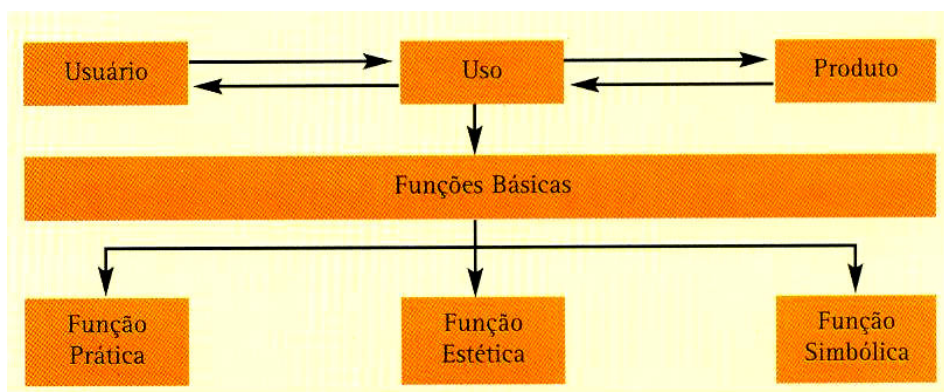 Usuário
Uso
Produto
Funções Básicas
Função
Prática
Função
Estética
Função
Simbólica